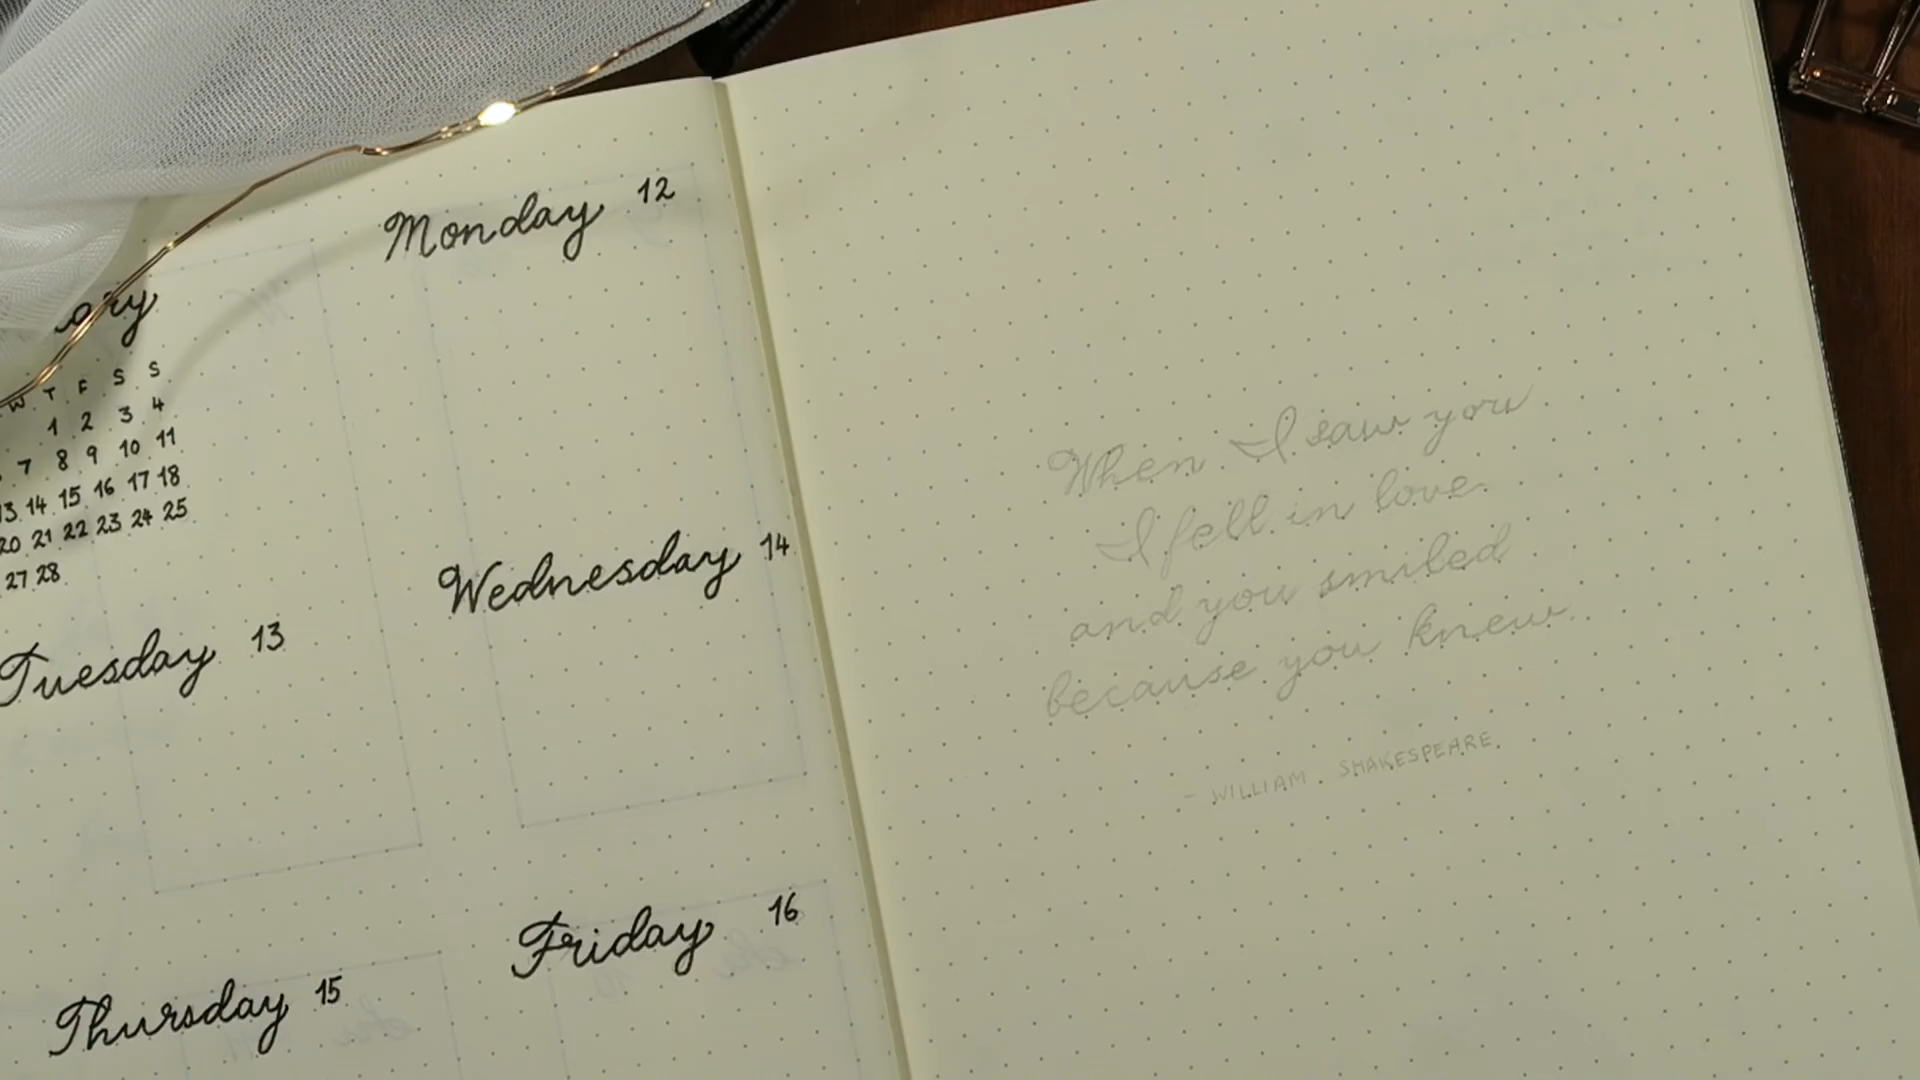 Monday 12
ary
W T F S S
1 2 3 4
7 8 9 10 11
13 14 15 16 17 18
20 21 22 23 24 25
27 28
Wednesday 14
Tuesday 13
Friday 16
Thursday 15
When I saw you
I fell in love
and you smiled
because you knew
- WILLIAM SHAKESPEARE